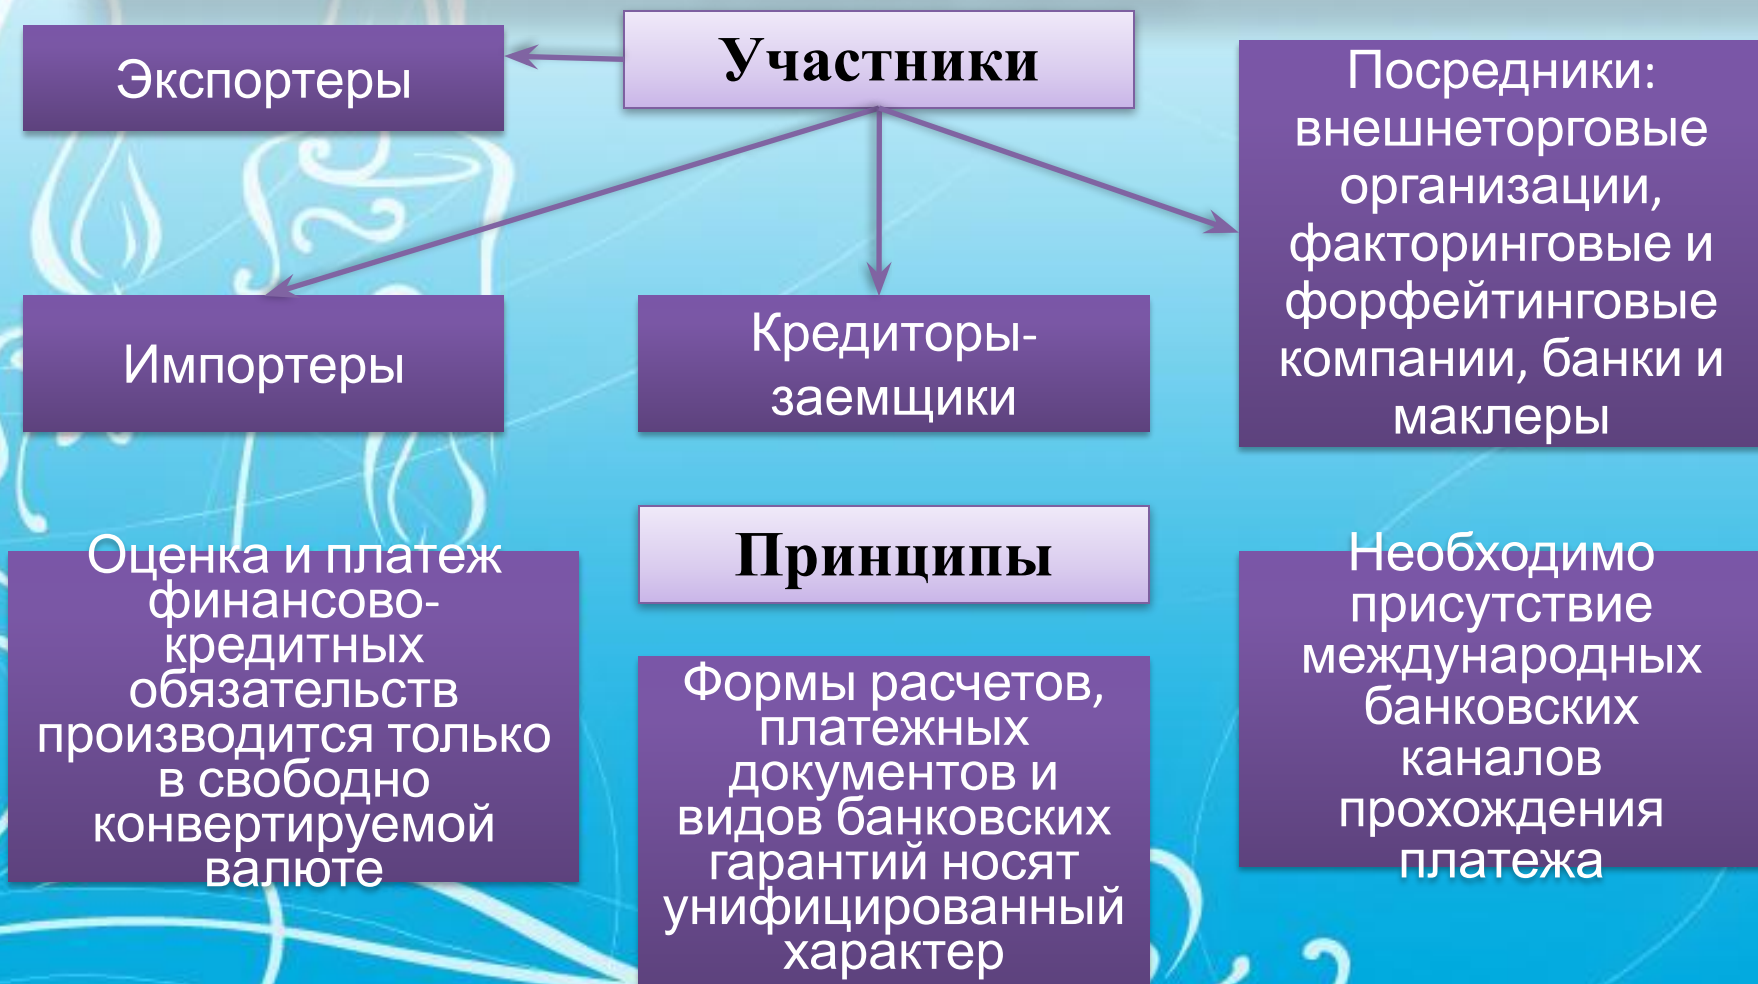 Участники
Экспортеры
Импортеры
Кредиторы-
заемщики
Посредники:
внешнеторговые
организации,
факторинговые и
форфейтинговые
компании, банки и
маклеры
Принципы
Оценка и платеж
финансово-
кредитных
обязательств
производится только
в свободно
конвертируемой
валюте
Формы расчетов,
платежных
документов и
видов банковских
гарантий носят
унифицированный
характер
Необходимо
присутствие
международных
банковских
каналов
прохождения
платежа